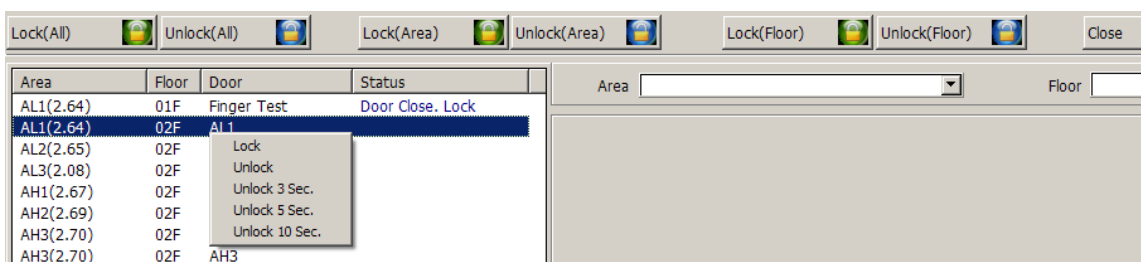 Lock(All) Unlock(All) Lock(Area) Unlock(Area) Lock(Floor) Unlock(Floor) Close
Area Floor Door Status
Area Floor
AL1(2.64) 01F Finger Test Door Close. Lock
AL1(2.64) 02F AL1
AL2(2.65) 02F
Lock
AL3(2.08) 02F
Unlock
AH1(2.67) 02F
Unlock 3 Sec.
AH2(2.69) 02F
Unlock 5 Sec.
AH3(2.70) 02F
Unlock 10 Sec.
AH3(2.70) 02F AH3